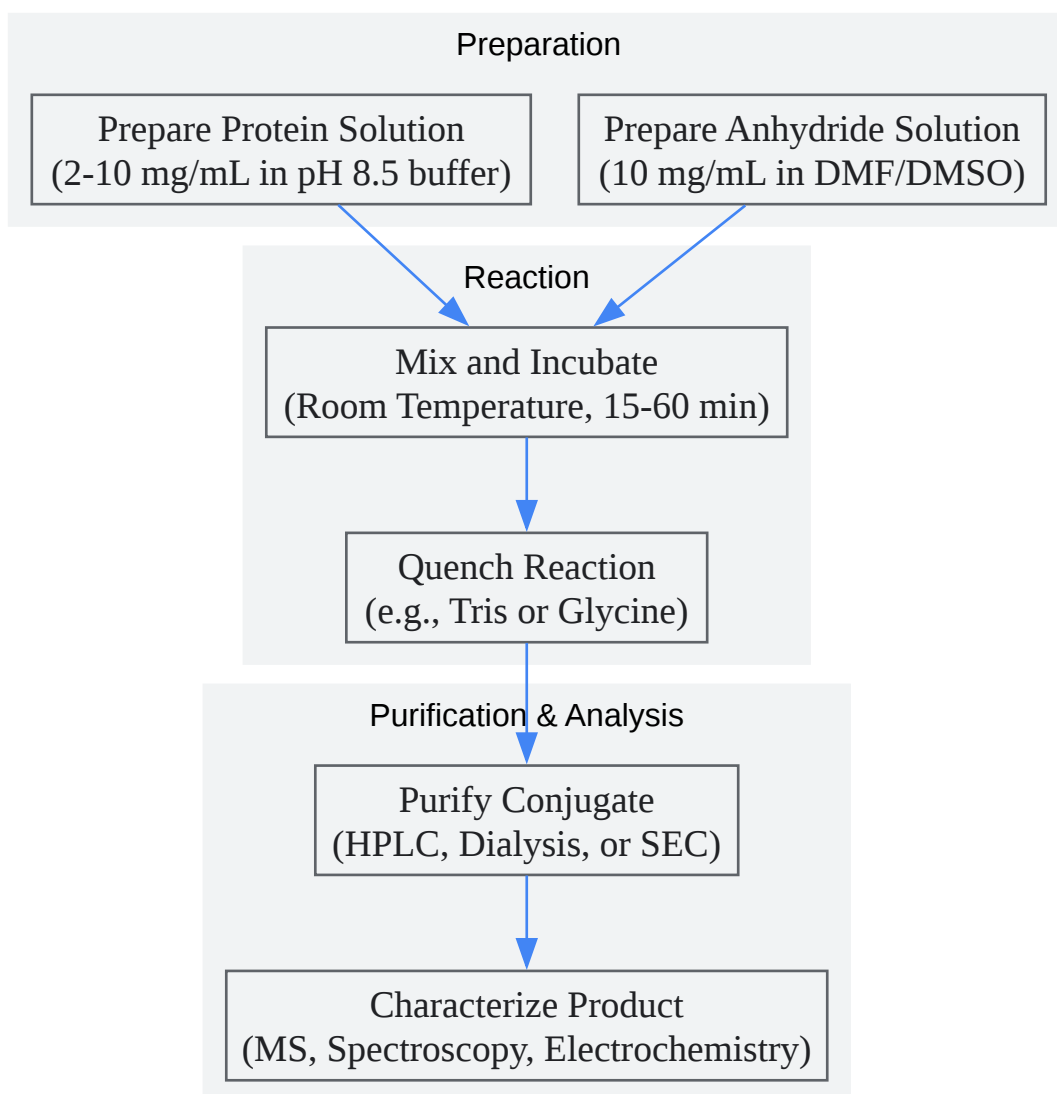 Preparation
Prepare Protein Solution
(2-10 mg/mL in pH 8.5 buffer)
Prepare Anhydride Solution
(10 mg/mL in DMF/DMSO)
Reaction
Mix and Incubate
(Room Temperature, 15-60 min)
Quench Reaction
(e.g., Tris or Glycine)
Purification & Analysis
Purify Conjugate
(HPLC, Dialysis, or SEC)
Characterize Product
(MS, Spectroscopy, Electrochemistry)